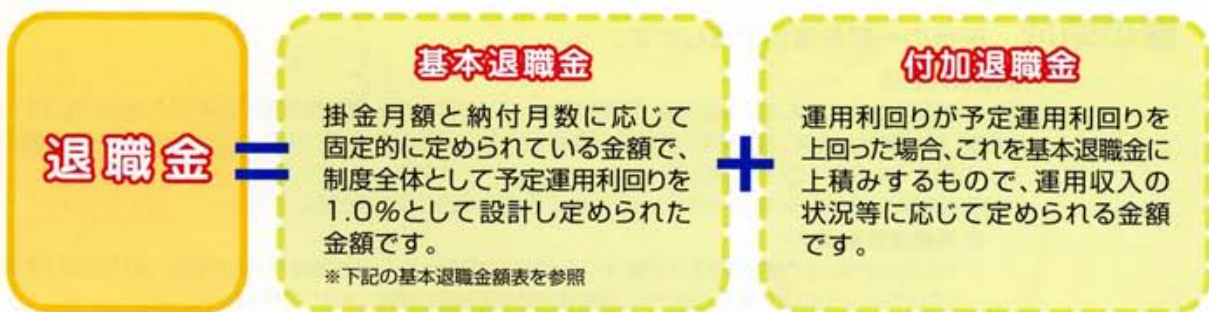 退職金
=
基本退職金
掛金月額と納付月数に応じて
固定的に定められている金額で、
制度全体として予定運用利回りを
1.0%として設計し定められた
金額です。
※下記の基本退職金額表を参照
+
付加退職金
運用利回りが予定運用利回りを
上回った場合、これを基本退職金に
上積みするもので、運用収入の
状況等に応じて定められる金額
です。